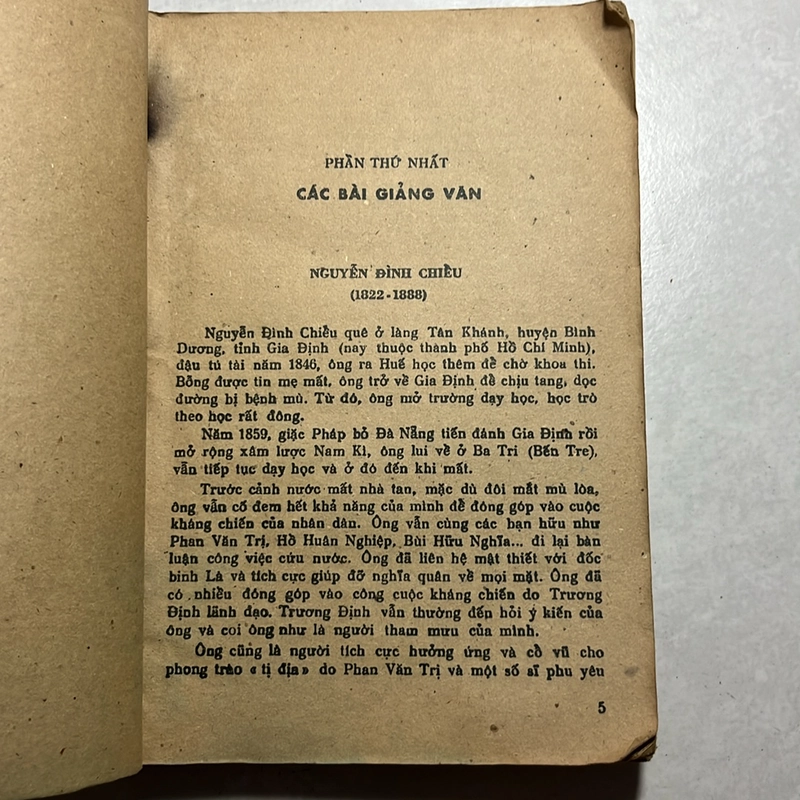 PHẦN THỨ NHẤT
CÁC BÀI GIẢNG VĂN
NGUYỄN ĐÌNH CHIỂU
(1822-1888)
Nguyễn Đình Chiểu quê ở làng Tân Khánh, huyện Bình
Dương, tỉnh Gia Định (nay thuộc thành phố Hồ Chí Minh),
đậu tú tài năm 1846, ông ra Huế học thêm để chờ khoa thi.
Bỗng được tin mẹ mất, ông trở về Gia Định để chịu tang, dọc
đường bị bệnh mù. Từ đó, ông mở trường dạy học, học trò
theo học rất đông.
Năm 1859, giặc Pháp bỏ Đà Nẵng tiến đánh Gia Định rồi
mở rộng xâm lược Nam Kì, ông lui về ở Ba Tri (Bến Tre),
vẫn tiếp tục dạy học và ở đó đến khi mất.
Trước cảnh nước mất nhà tan, mặc dù đôi mắt mù lòa,
ông vẫn cố đem hết khả năng của mình để đóng góp vào cuộc
kháng chiến của nhân dân. Ông vẫn cùng các bạn hữu như
Phan Văn Trị, Hồ Huân Nghiệp, Bùi Hữu Nghĩa... đi lại bàn
luận công việc cứu nước. Ông đã liên hệ mật thiết với đốc
binh Là và tích cực giúp đỡ nghĩa quân về mọi mặt. Ông đã
có nhiều đóng góp vào công cuộc kháng chiến do Trương
Định lãnh đạo. Trương Định vẫn thường đến hỏi ý kiến của
ông và coi ông như là người tham mưu của mình.
Ông cũng là người tích cực hưởng ứng và cổ vũ cho
phong trào «tị địa» do Phan Văn Trị và một số sĩ phu yêu
5